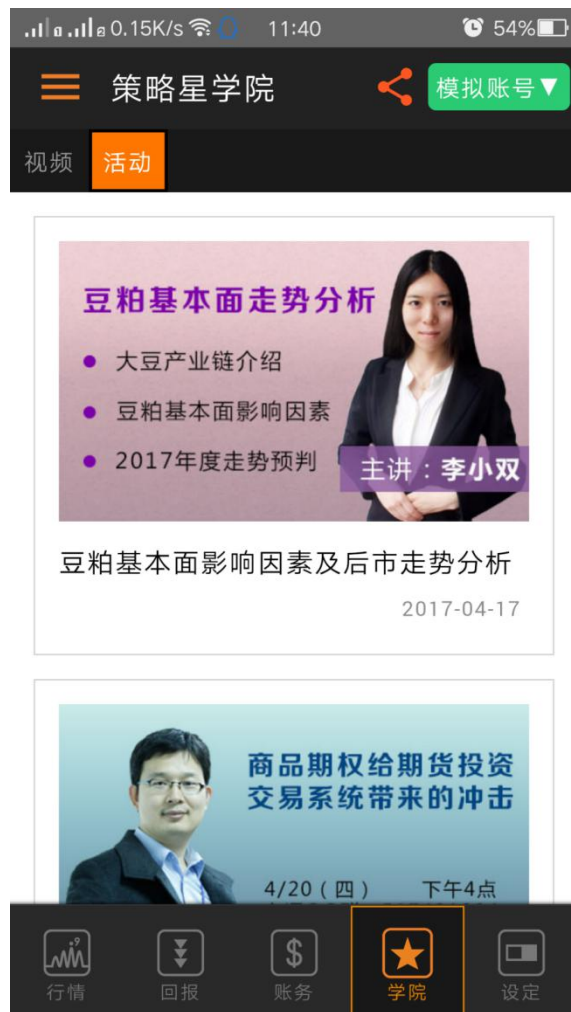 0.15K/s 11:40 54%
策略星学院 模拟账号▼
视频 活动
豆粕基本面走势分析
● 大豆产业链介绍
● 豆粕基本面影响因素
● 2017年度走势预判
主讲：李小双
豆粕基本面影响因素及后市走势分析
2017-04-17
商品期权给期货投资
交易系统带来的冲击
4/20（四） 下午4点
行情 回报 账务 学院 设定